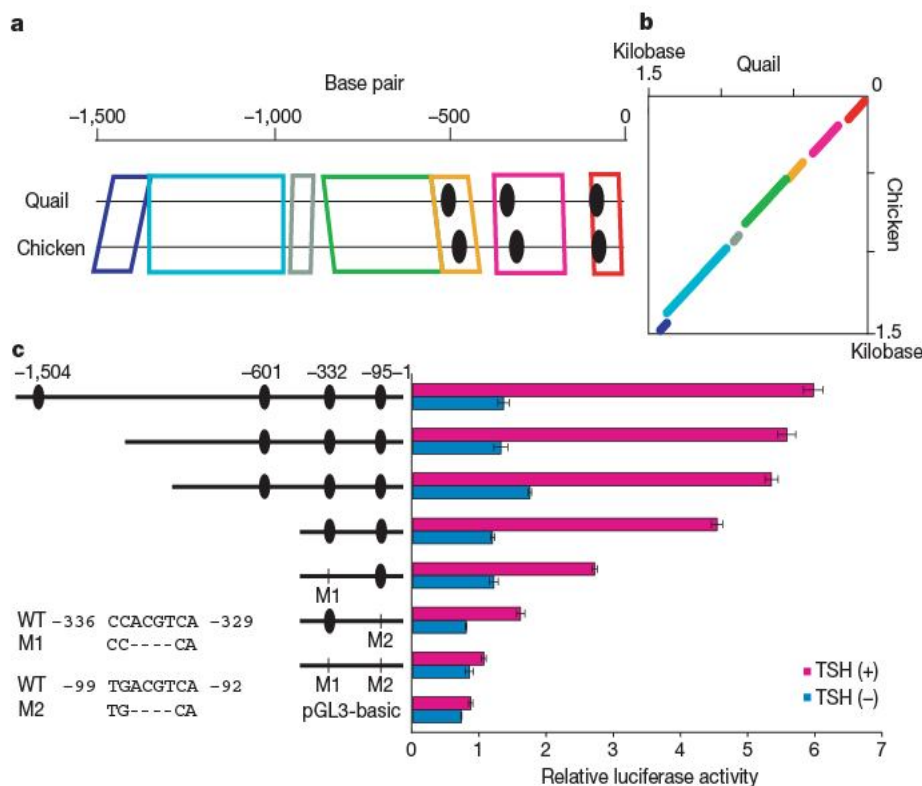 a
Base pair
−1,500 −1,000 −500 0
Quail
Chicken
b
Kilobase
1.5 Quail 0
Chicken
1.5
Kilobase
c
−1,504 −601 −332 −95 −1
M1
M2
M1 M2
pGL3-basic
WT −336 CCACGTCA −329
M1 CC----CA
WT −99 TGACGTCA −92
M2 TG----CA
TSH (+)
TSH (−)
0 1 2 3 4 5 6 7
Relative luciferase activity